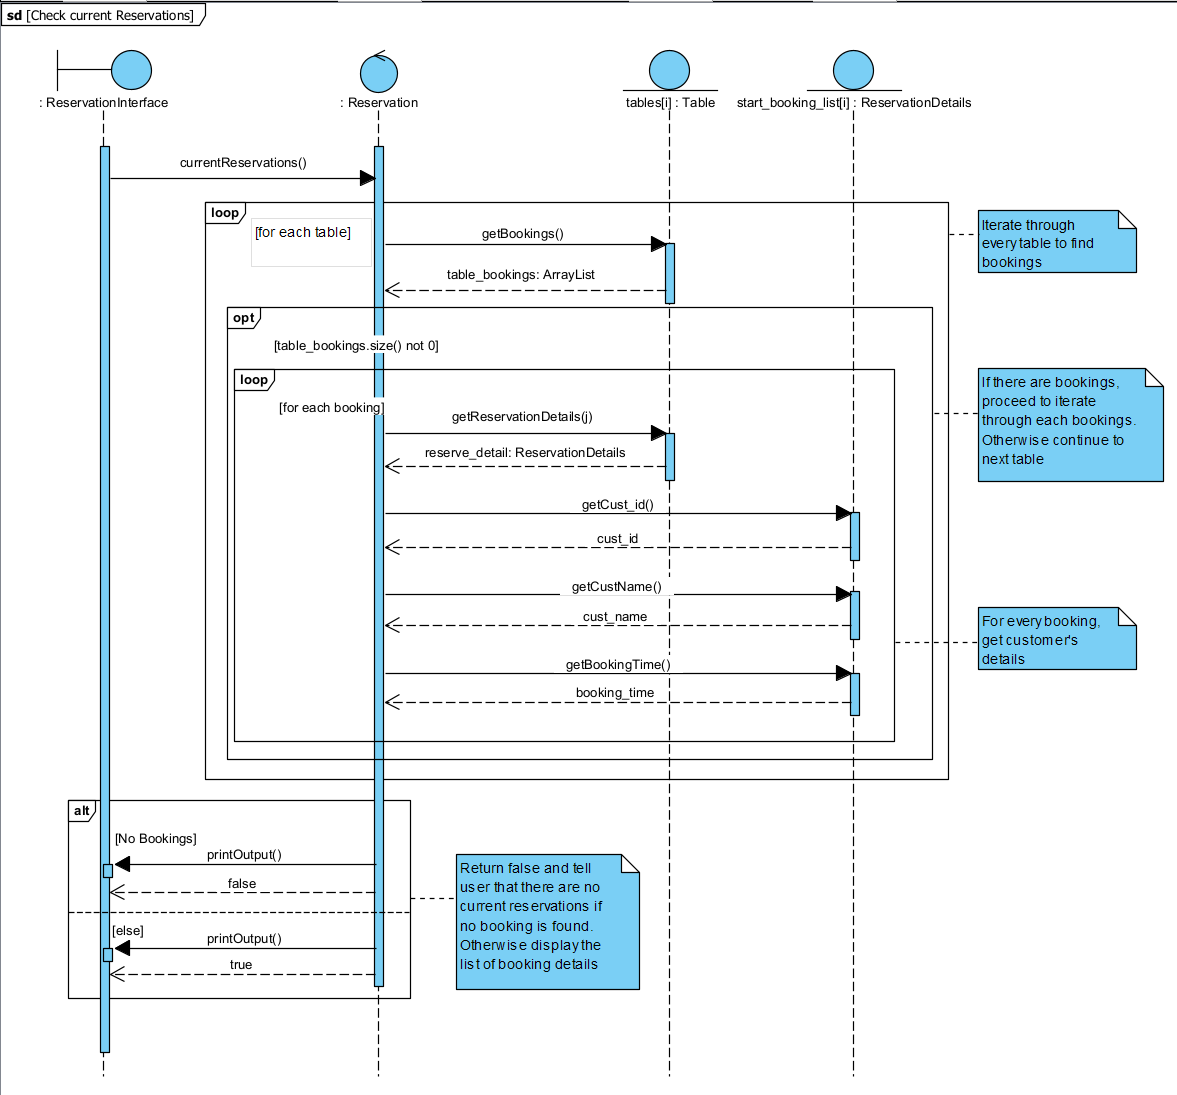 sd [Check current Reservations]
: ReservationInterface
: Reservation
tables[i] : Table
start_booking_list[i] : ReservationDetails
currentReservations()
loop
[for each table]
getBookings()
table_bookings: ArrayList
Iterate through
every table to find
bookings
opt
[table_bookings.size() not 0]
loop
[for each booking]
getReservationDetails(j)
reserve_detail: ReservationDetails
If there are bookings,
proceed to iterate
through each bookings.
Otherwise continue to
next table
getCust_id()
cust_id
getCustName()
cust_name
For every booking,
get customer's
details
getBookingTime()
booking_time
alt
[No Bookings]
printOutput()
false
[else]
printOutput()
true
Return false and tell
user that there are no
current reservations if
no booking is found.
Otherwise display the
list of booking details